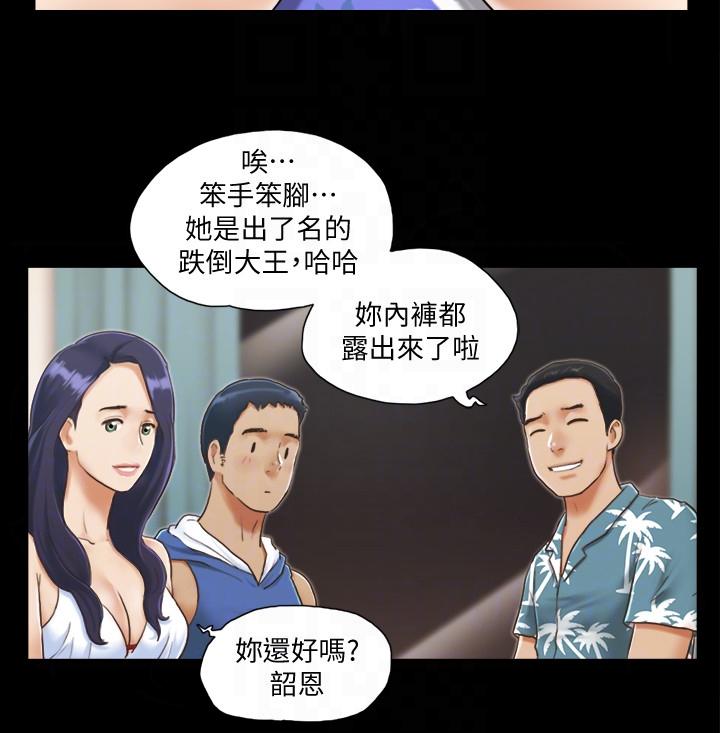 唉…
笨手笨腳…
她是出了名的
跌倒大王，哈哈
妳內褲都
露出來了啦
妳還好嗎?
韶恩